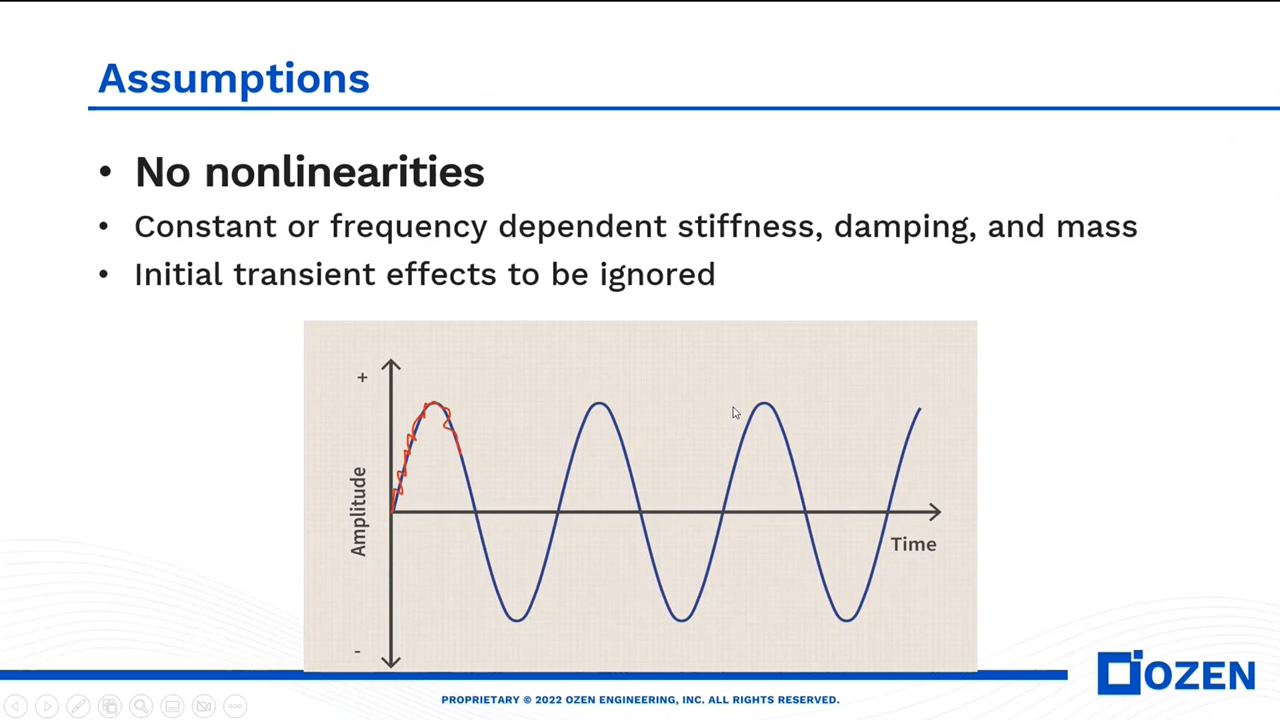 Assumptions
• No nonlinearities
• Constant or frequency dependent stiffness, damping, and mass
• Initial transient effects to be ignored
+
Amplitude
Time
-
OZEN
PROPRIETARY © 2022 OZEN ENGINEERING, INC. ALL RIGHTS RESERVED.